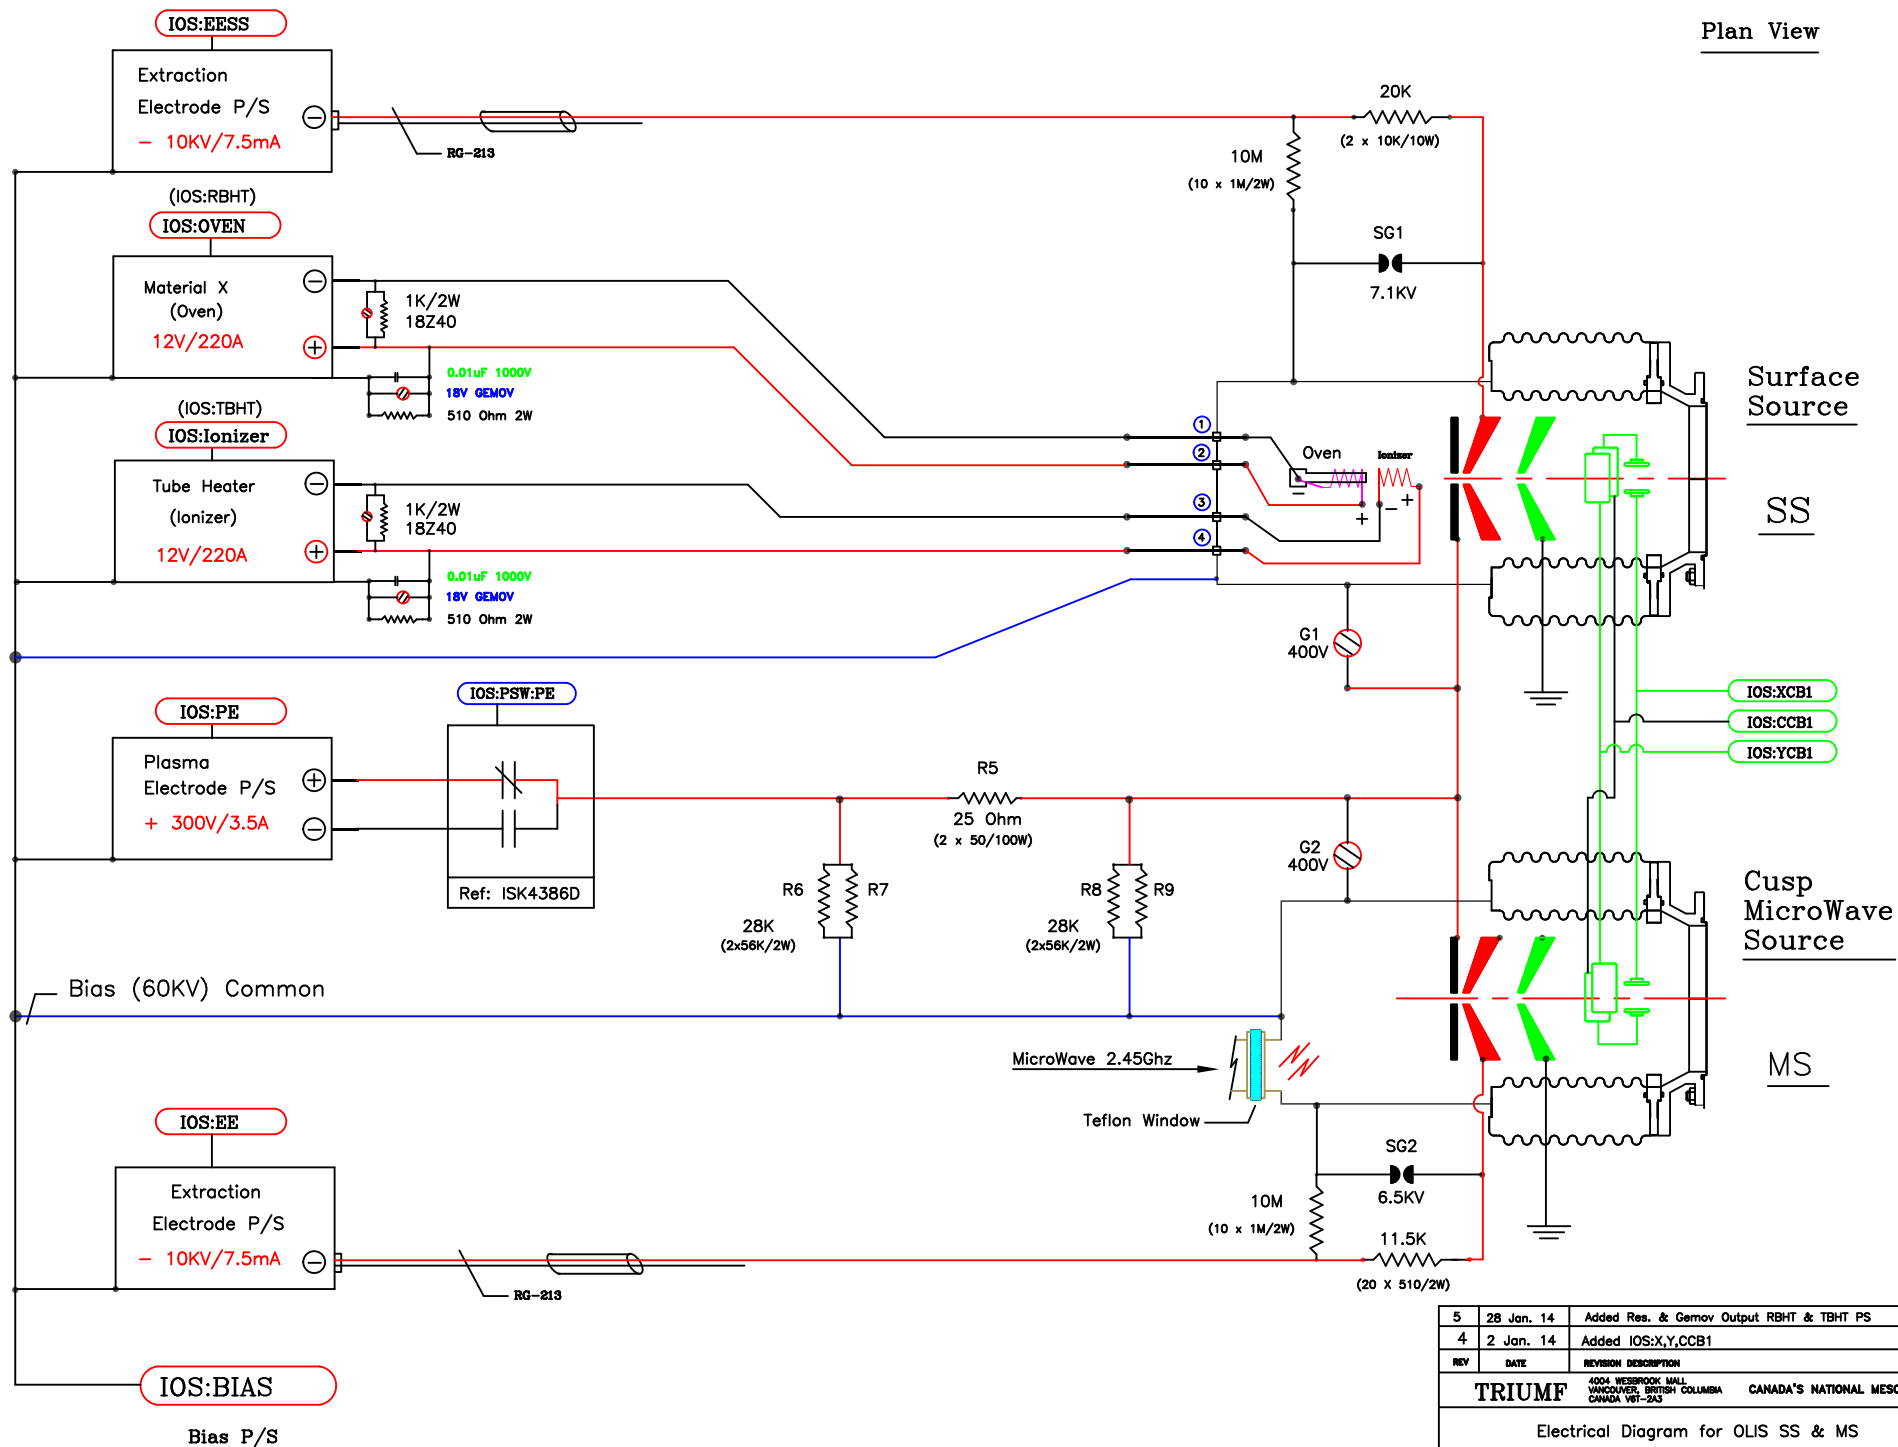 Plan View
IOS:EESS
Extraction
Electrode P/S
- 10KV/7.5mA
RG-213
20K
(2 x 10K/10W)
10M
(10 x 1M/2W)
SG1
7.1KV
(IOS:RBHT)
IOS:OVEN
Material X
(Oven)
12V/220A
1K/2W
18Z40
0.01uF 1000V
18V GEMOV
510 Ohm 2W
(IOS:TBHT)
IOS:Ionizer
Tube Heater
(Ionizer)
12V/220A
1K/2W
18Z40
0.01uF 1000V
18V GEMOV
510 Ohm 2W
1
2
3
4
Oven
Ionizer
Surface
Source
SS
G1
400V
IOS:XCB1
IOS:CCB1
IOS:YCB1
IOS:PE
Plasma
Electrode P/S
+ 300V/3.5A
IOS:PSW:PE
Ref: ISK4386D
R5
25 Ohm
(2 x 50/100W)
R6 R7
28K
(2x56K/2W)
R8 R9
28K
(2x56K/2W)
G2
400V
Cusp
MicroWave
Source
MS
Bias (60KV) Common
MicroWave 2.45Ghz
Teflon Window
IOS:EE
Extraction
Electrode P/S
- 10KV/7.5mA
RG-213
SG2
6.5KV
10M
(10 x 1M/2W)
11.5K
(20 X 510/2W)
IOS:BIAS
Bias P/S
5 28 Jan. 14 Added Res. & Gemov Output RBHT & TBHT PS
4 2 Jan. 14 Added IOS:X,Y,CCB1
REV DATE REVISION DESCRIPTION
TRIUMF
4004 WESBROOK MALL
VANCOUVER, BRITISH COLUMBIA
CANADA V6T-2A3
CANADA'S NATIONAL MESO
Electrical Diagram for OLIS SS & MS